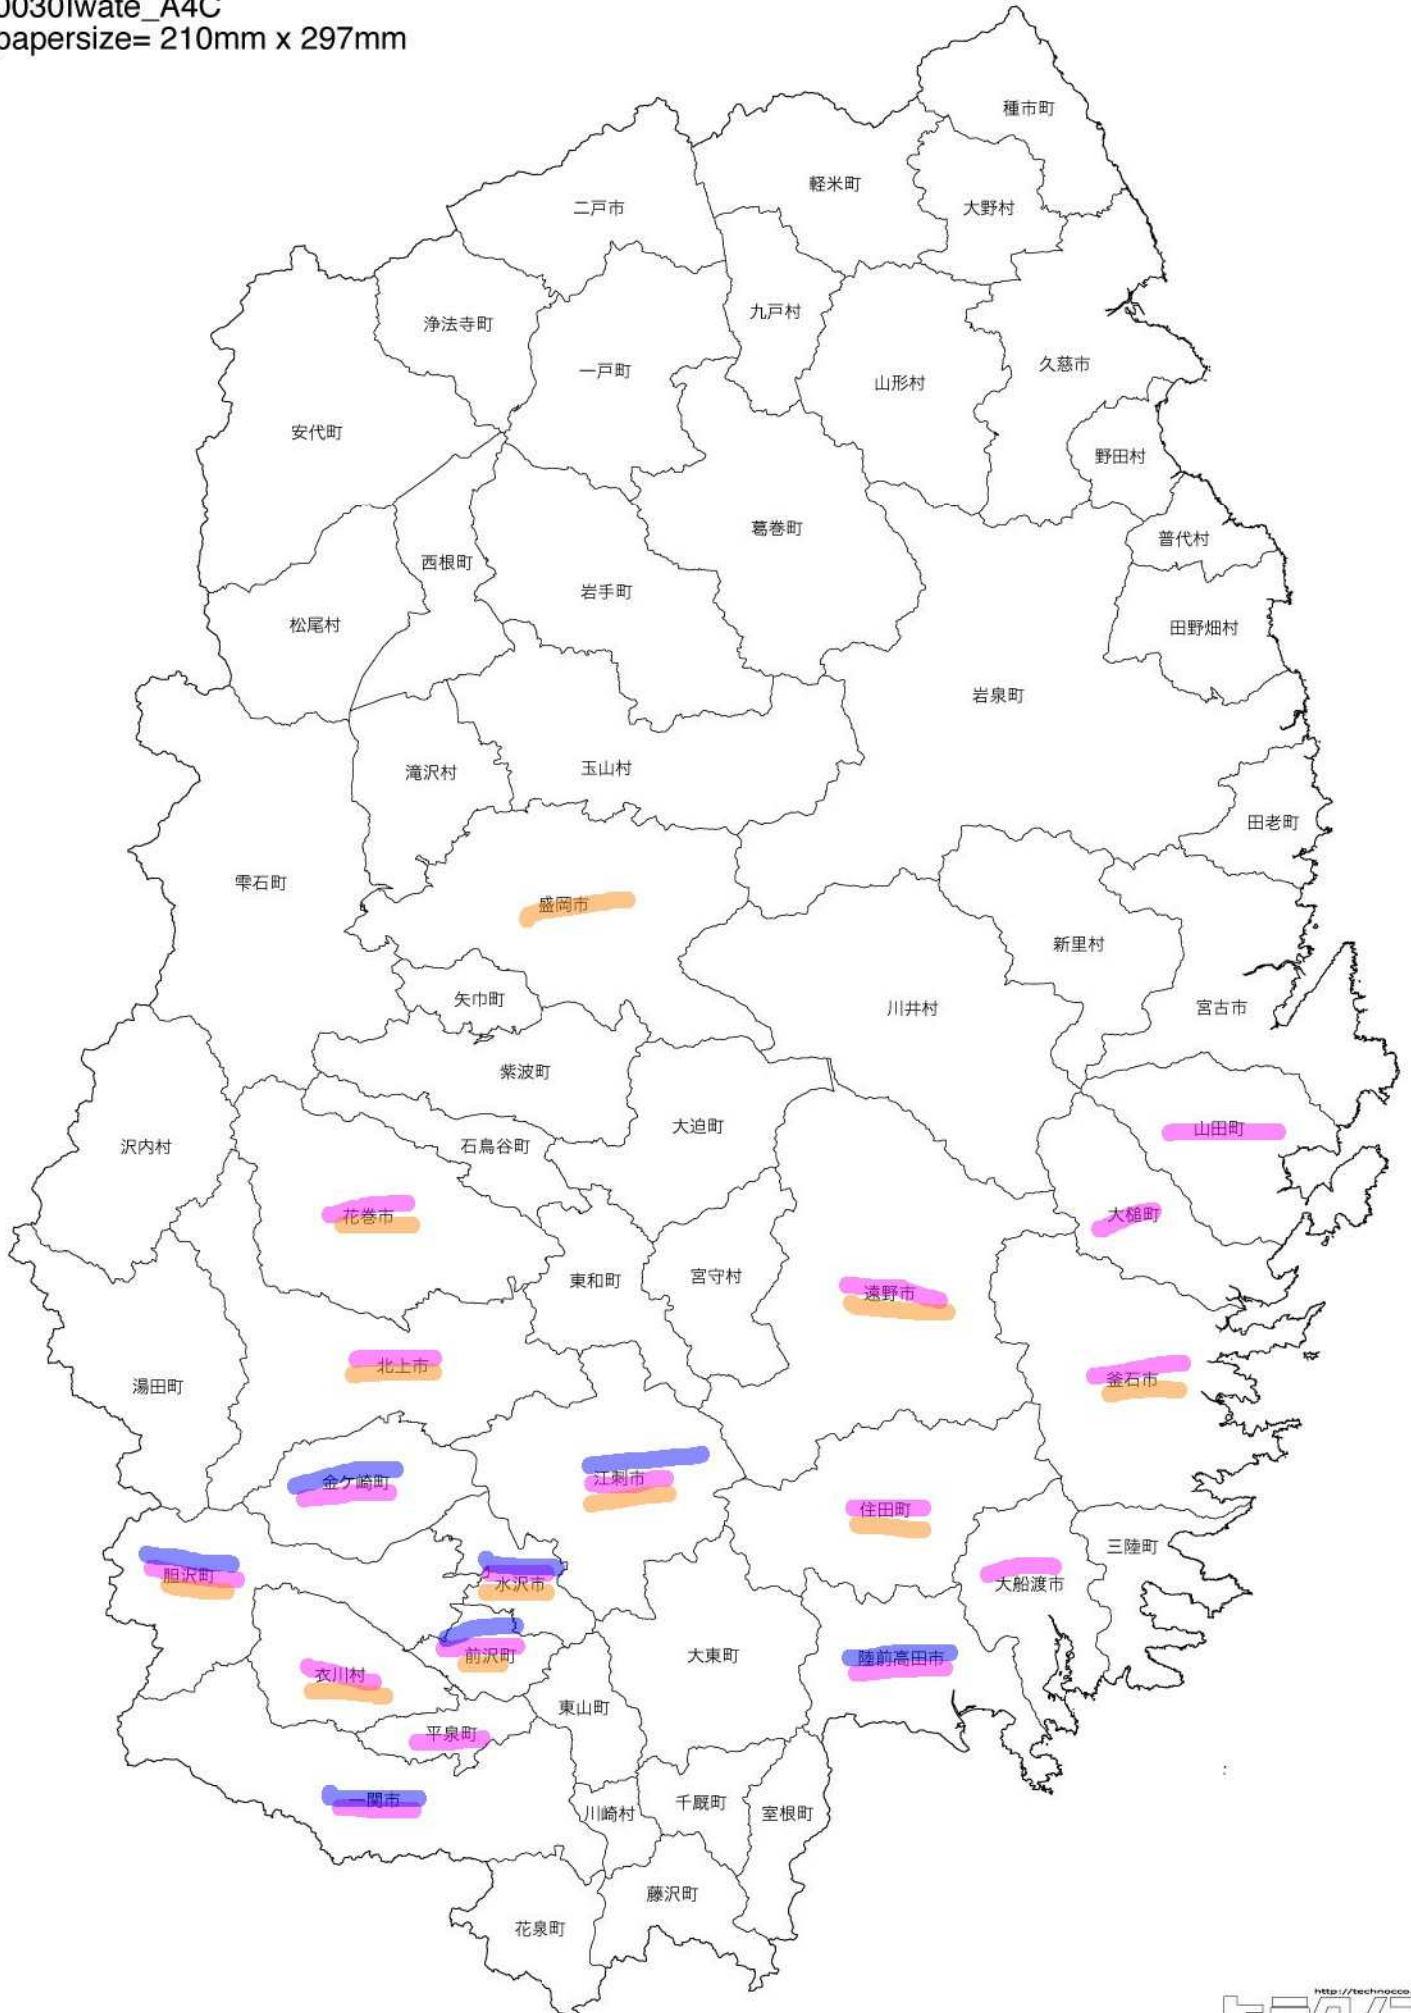 00301wate_A4C
papersize= 210mm x 297mm
種市町
軽米町
大野村
二戸市
九戸村
浄法寺町
久慈市
一戸町
山形村
安代町
野田村
葛巻町
普代村
西根町
岩手町
松尾村
田野畑村
岩泉町
滝沢村
玉山村
田老町
雫石町
盛岡市
新里村
矢巾町
川井村
宮古市
紫波町
大迫町
山田町
沢内村
石鳥谷町
花巻市
大槌町
東和町
宮守村
遠野市
北上市
湯田町
釜石市
金ケ崎町
江刺市
住田町
三陸町
胆沢町
水沢市
大船渡市
前沢町
大東町
陸前高田市
衣川村
東山町
平泉町
一関市
川崎村
千厩町
室根町
藤沢町
花泉町
http://technocco.